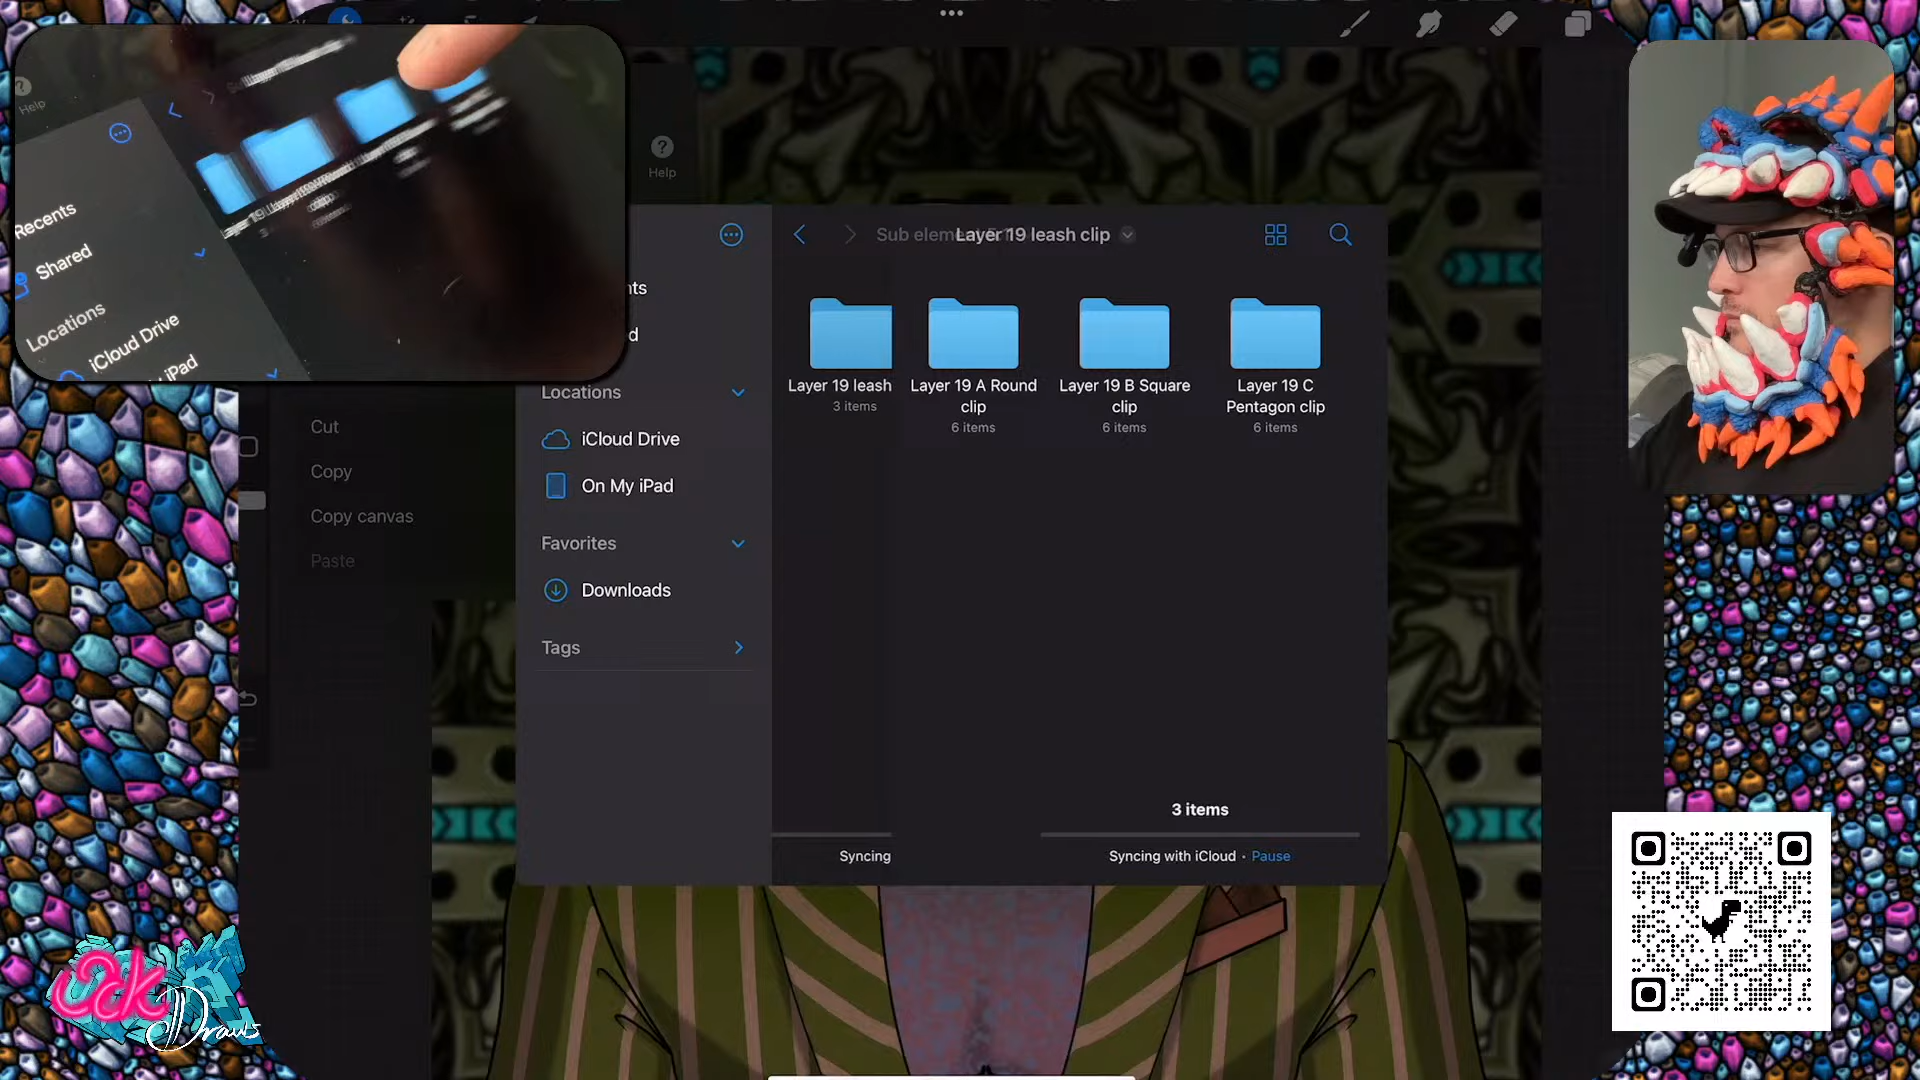 Help
Recents
Shared
Locations
iCloud Drive
iPad
Help
Sub elem
Layer 19 leash clip
nts
d
Locations
iCloud Drive
On My iPad
Favorites
Downloads
Tags
Layer 19 leash
3 items
Layer 19 A Round
clip
6 items
Layer 19 B Square
clip
6 items
Layer 19 C
Pentagon clip
6 items
Cut
Copy
Copy canvas
Paste
3 items
Syncing
Syncing with iCloud · Pause
Draws